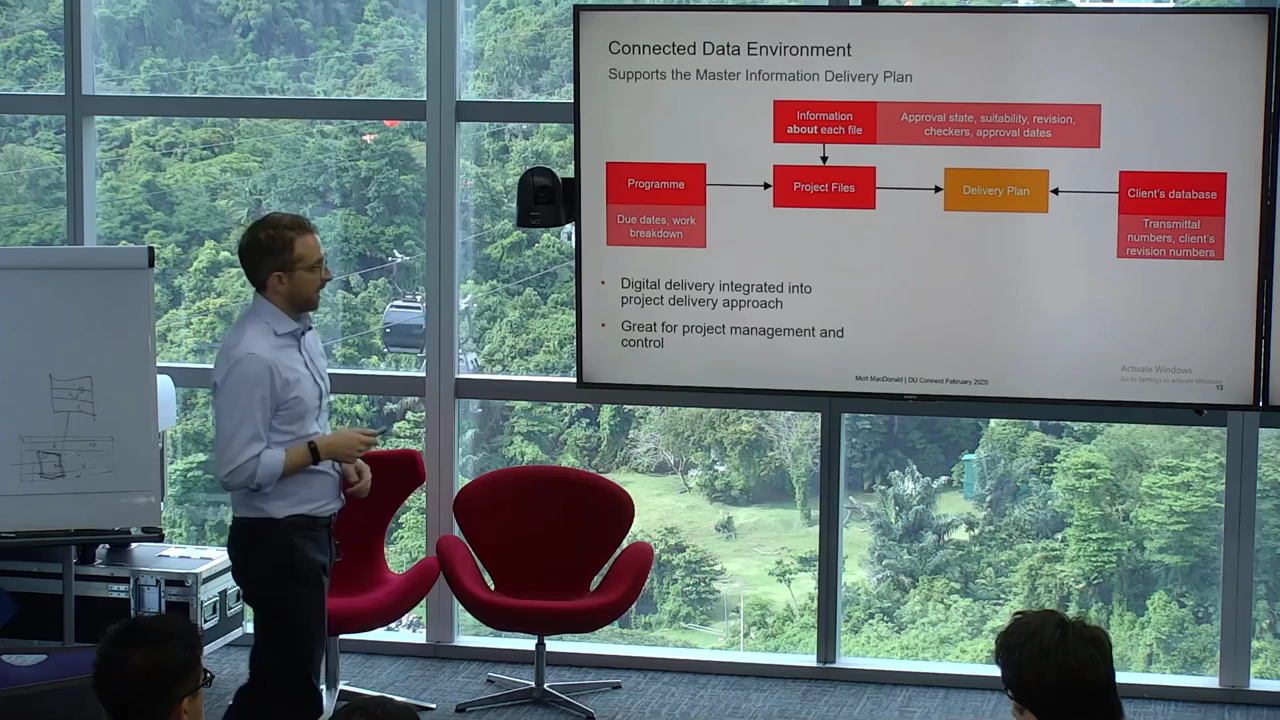 Connected Data Environment
Supports the Master Information Delivery Plan
Information
about each file
Approval state, suitability, revision,
checkers, approval dates
Programme
Due dates, work
breakdown
Project Files
Delivery Plan
Client's database
Transmittal
numbers, client's
revision numbers
• Digital delivery integrated into
project delivery approach
• Great for project management and
control
Mott MacDonald | DU Connect February 2020
Activate Windows
Go to Settings to activate Windows.
13